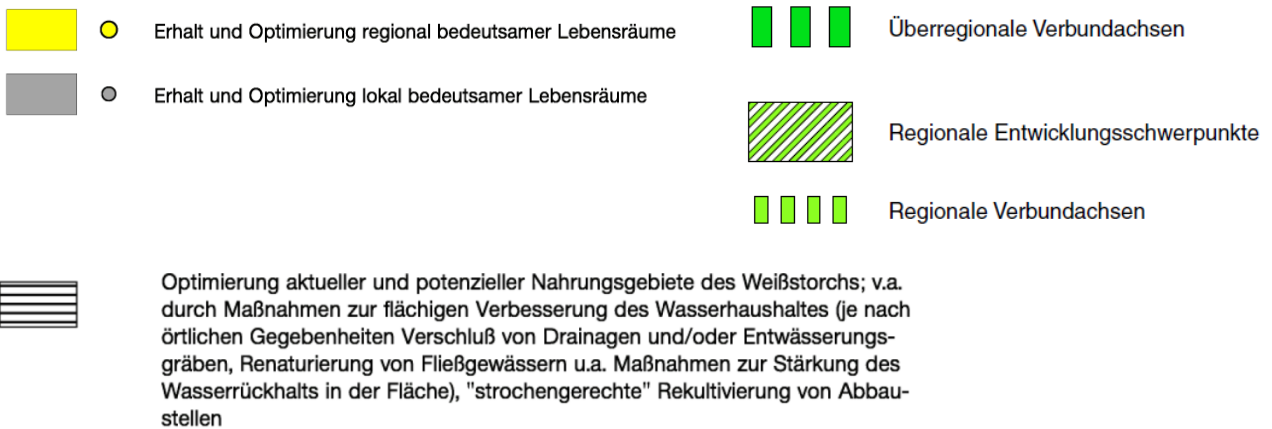 Erhalt und Optimierung regional bedeutsamer Lebensräume
Erhalt und Optimierung lokal bedeutsamer Lebensräume
Überregionale Verbundachsen
Regionale Entwicklungsschwerpunkte
Regionale Verbundachsen
Optimierung aktueller und potenzieller Nahrungsgebiete des Weißstorchs; v.a.
durch Maßnahmen zur flächigen Verbesserung des Wasserhaushaltes (je nach
örtlichen Gegebenheiten Verschluß von Drainagen und/oder Entwässerungs-
gräben, Renaturierung von Fließgewässern u.a. Maßnahmen zur Stärkung des
Wasserrückhalts in der Fläche), "strochengerechte" Rekultivierung von Abbau-
stellen